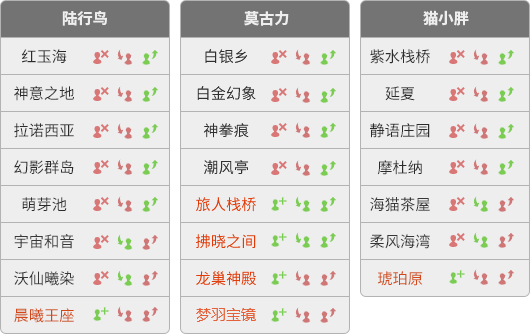 陆行鸟
红玉海
神意之地
拉诺西亚
幻影群岛
萌芽池
宇宙和音
沃仙曦染
晨曦王座
莫古力
白银乡
白金幻象
神拳痕
潮风亭
旅人栈桥
拂晓之间
龙巢神殿
梦羽宝镜
猫小胖
紫水栈桥
延夏
静语庄园
摩杜纳
海猫茶屋
柔风海湾
琥珀原